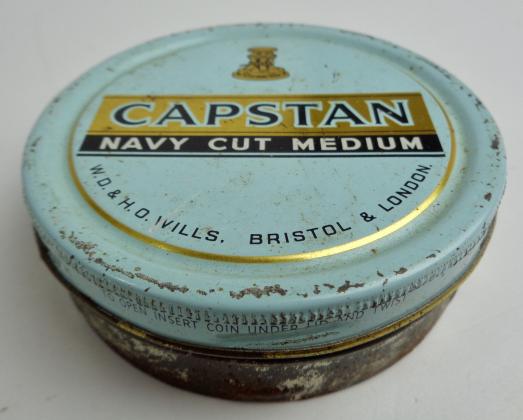 CAPSTAN
NAVY CUT MEDIUM
W.D. & H.O. WILLS, BRISTOL & LONDON.
TO OPEN INSERT COIN UNDER LID AND TWIST